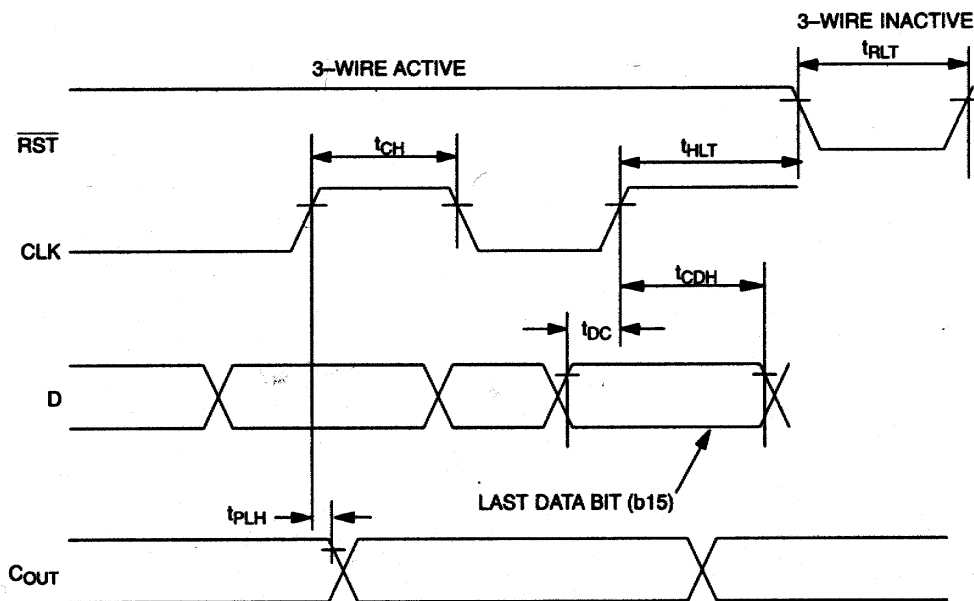 3–WIRE INACTIVE
tRLT
3–WIRE ACTIVE
RST
tCH
tHLT
CLK
tCDH
tDC
D
LAST DATA BIT (b15)
tPLH
COUT